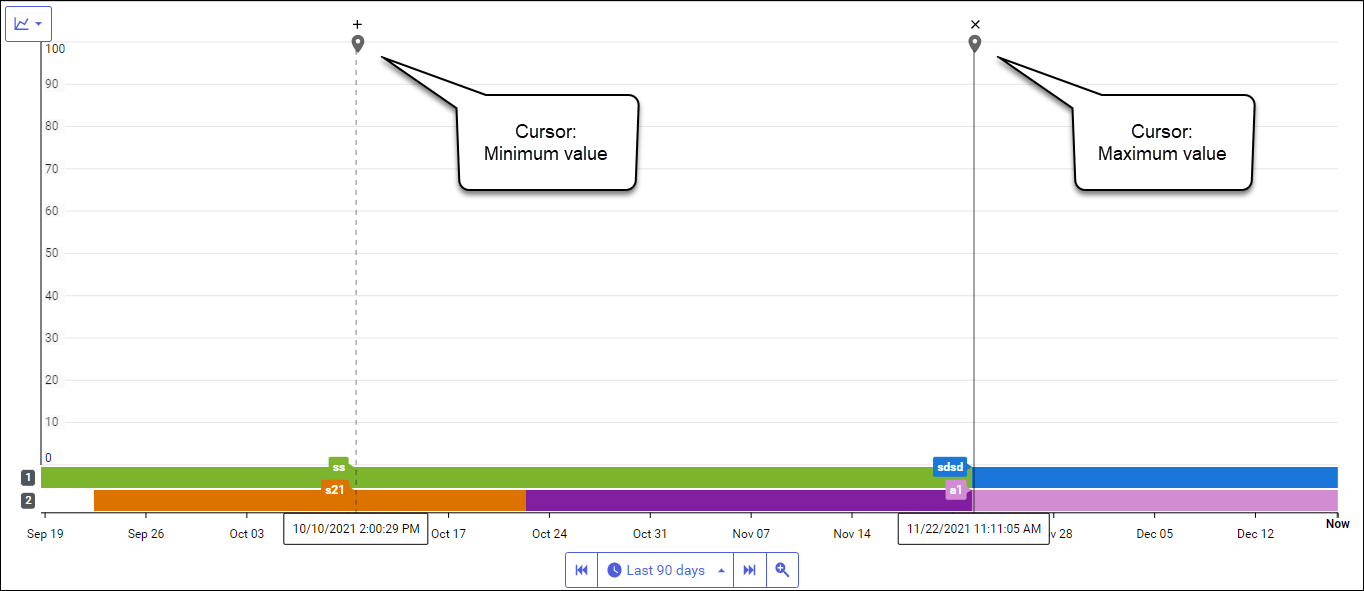 100
90
80
70
60
50
40
30
20
10
0
Cursor:
Minimum value
Cursor:
Maximum value
1
ss
sdsd
2
s21
a1
Sep 19
Sep 26
Oct 03
10/10/2021 2:00:29 PM
Oct 17
Oct 24
Oct 31
Nov 07
Nov 14
11/22/2021 11:11:05 AM
v 28
Dec 05
Dec 12
Now
Last 90 days